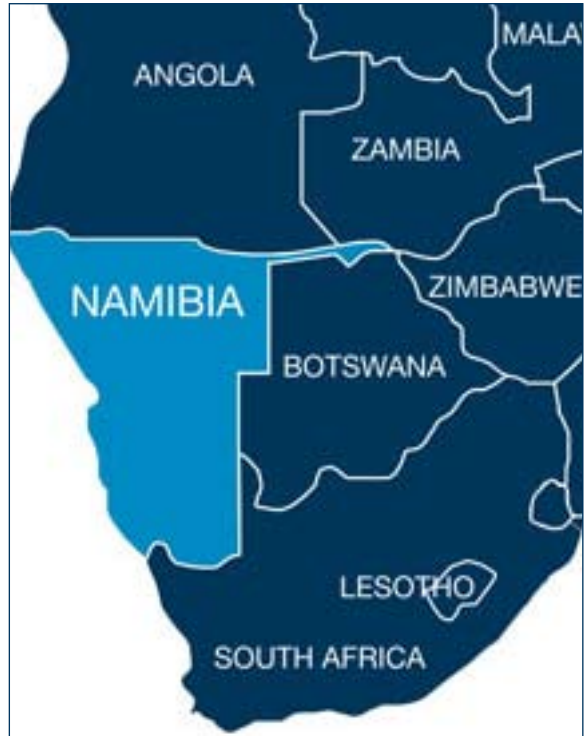 MALA
ANGOLA
ZAMBIA
ZIMBABWE
NAMIBIA
BOTSWANA
LESOTHO
SOUTH AFRICA